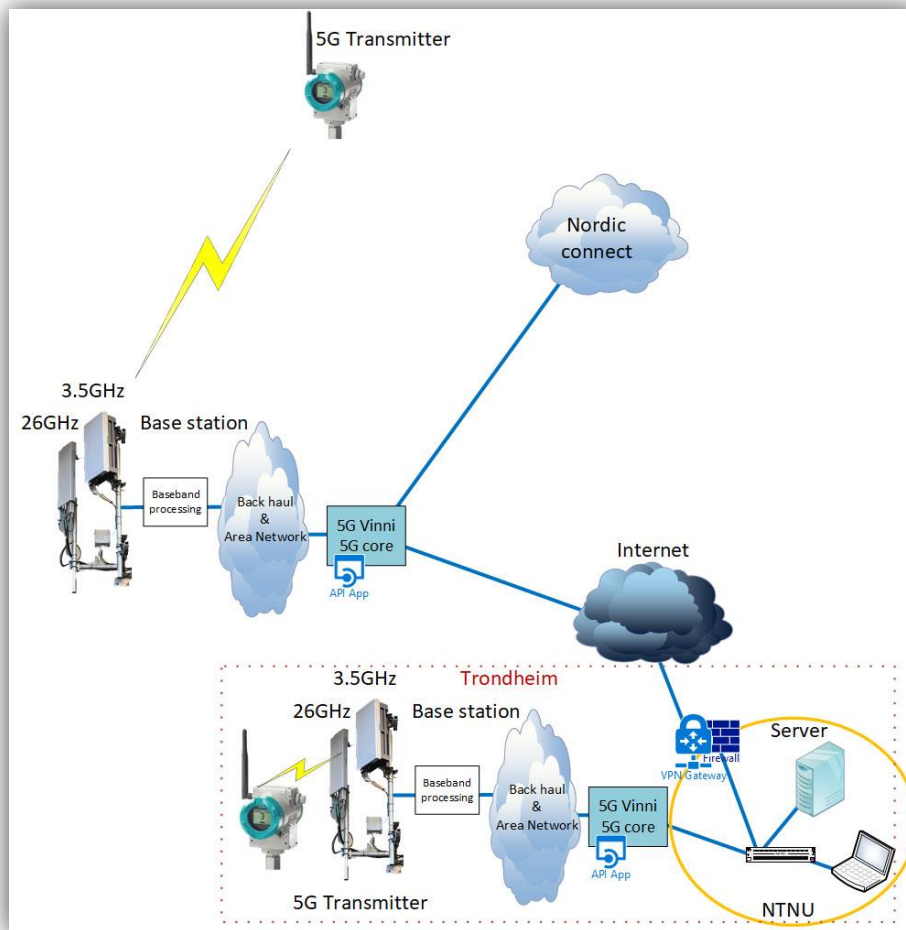 5G Transmitter
Nordic
connect
3.5GHz
26GHz
Base station
Baseband
processing
Back haul
&
Area Network
5G Vinni
5G core
API App
Internet
Trondheim
3.5GHz
26GHz
Base station
Baseband
processing
Back haul
&
Area Network
5G Vinni
5G core
API App
Firewall
VPN Gateway
Server
5G Transmitter
NTNU